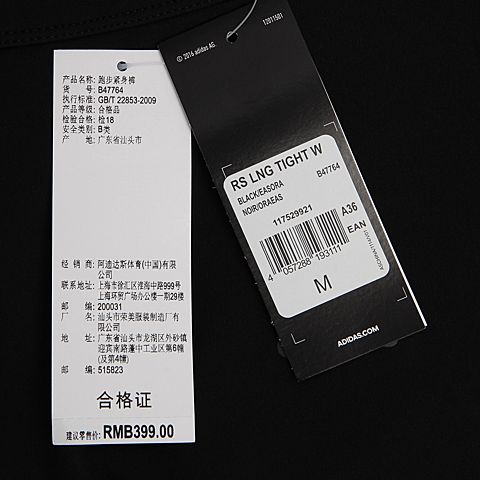 产品名称: 跑步紧身裤
货 号: B47764
执行标准: GB/T 22853-2009
产品等级: 合格品
检验合格: 检18
安全类别: B类
产 地: 广东省汕头市
经 销 商: 阿迪达斯体育(中国)有限
公司
联系地址: 上海市徐汇区淮海中路999号
上海环贸广场办公楼一期29楼
邮 编: 200031
厂 名: 汕头市荣美服装制造厂有
限公司
地 址: 广东省汕头市龙湖区外砂镇
迎宾南路蓬中工业区第6幢
(及第4幢)
邮 编: 515823
合格证
建议零售价: RMB399.00
12011501
© 2016 adidas AG.
RS LNG TIGHT W
BLACK/EASORA
NOIR/ORAEAS
B47764
117529921
A36
EAN
4 057288 193111
M
ADIDAS.COM